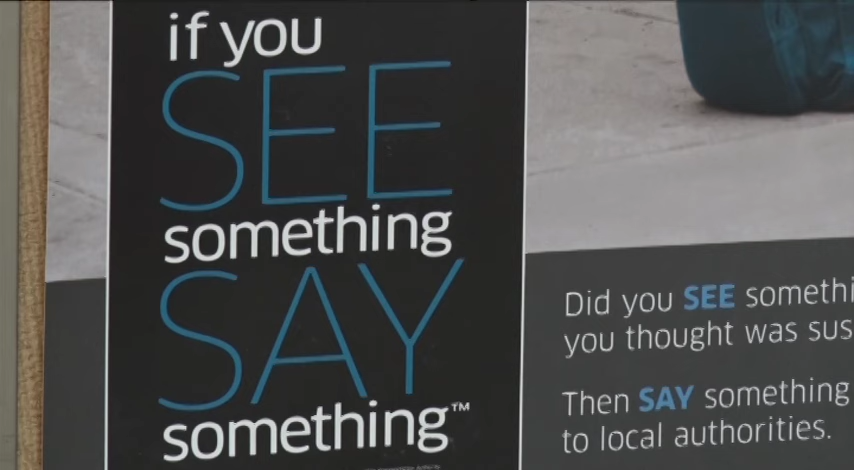 if you
SEE
something
SAY
something™
Did you SEE
you thought was
Then SAY something
to local authorities.